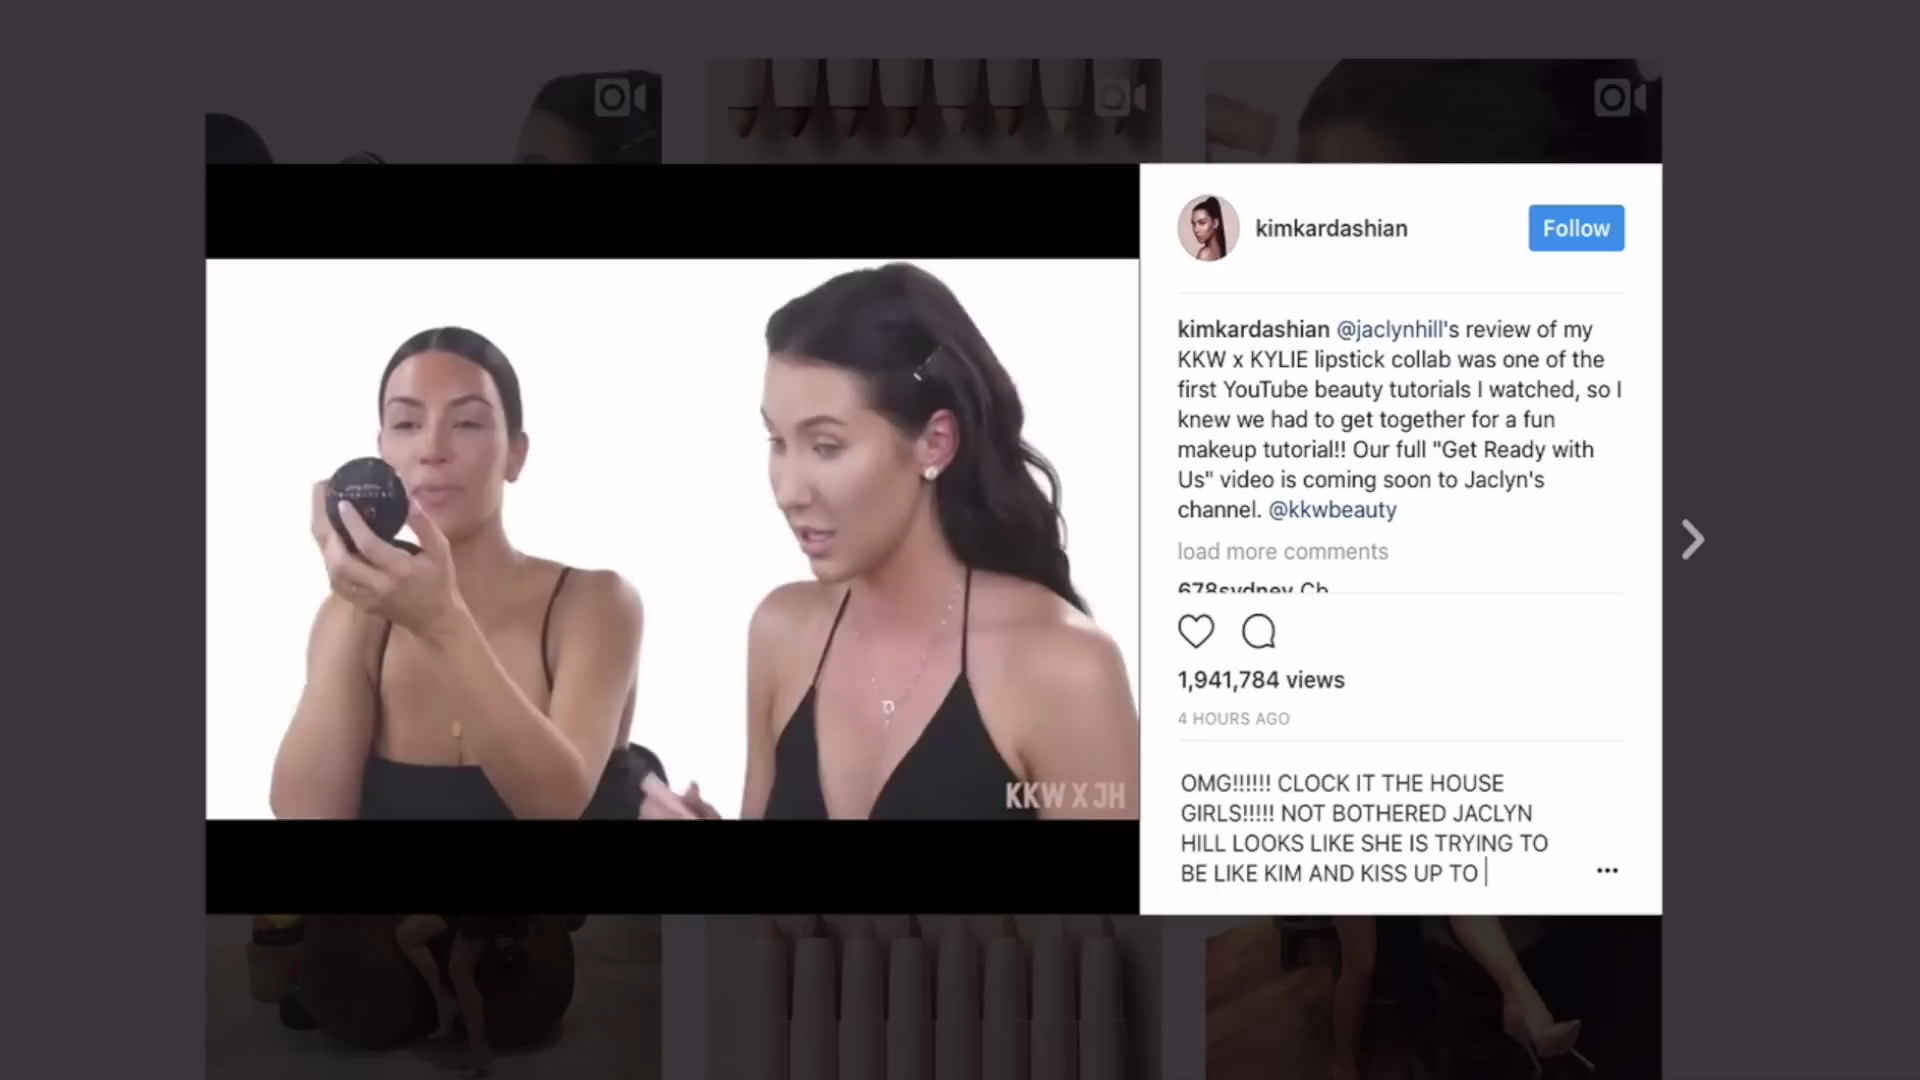 kimkardashian
Follow
kimkardashian @jaclynhill's review of my
KKW x KYLIE lipstick collab was one of the
first YouTube beauty tutorials I watched, so I
knew we had to get together for a fun
makeup tutorial!! Our full "Get Ready with
Us" video is coming soon to Jaclyn's
channel. @kkwbeauty
load more comments
678sydney Cb
1,941,784 views
4 HOURS AGO
OMG!!!!!! CLOCK IT THE HOUSE
GIRLS!!!!! NOT BOTHERED JACLYN
HILL LOOKS LIKE SHE IS TRYING TO
BE LIKE KIM AND KISS UP TO
KKW X JH